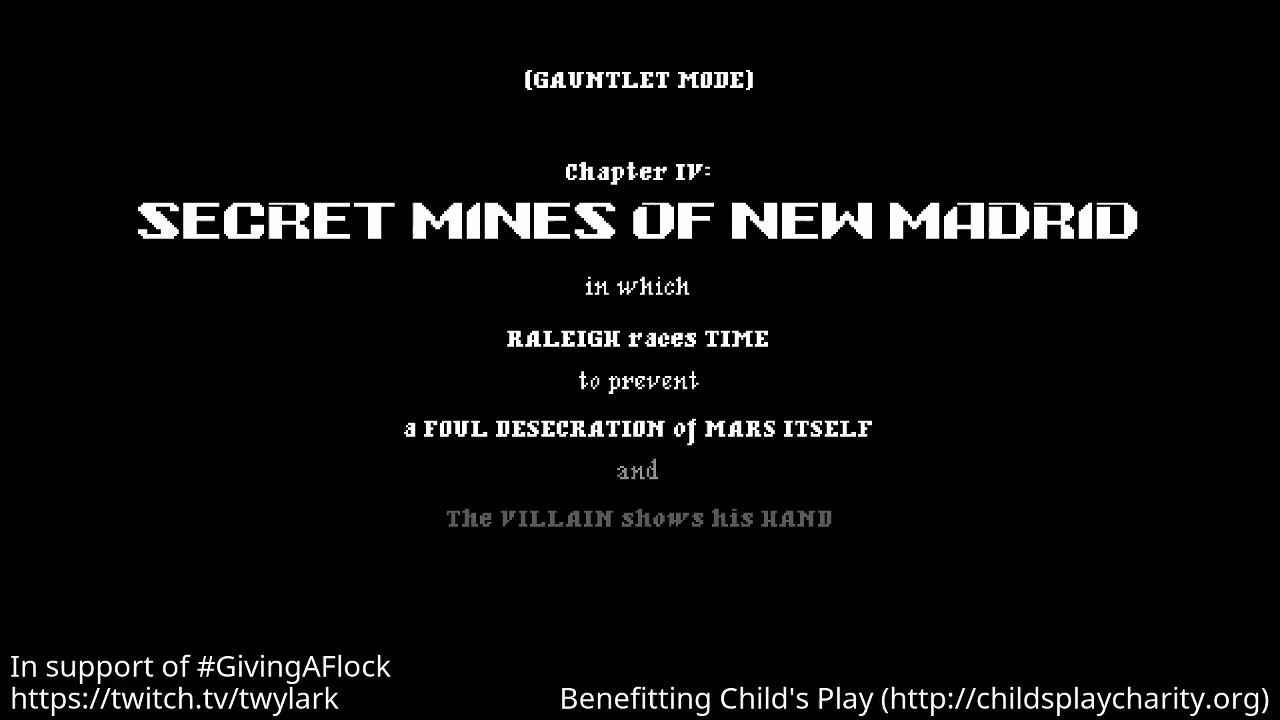 (GAUNTLET MODE)
Chapter IV:
SECRET MINES OF NEW MADRID
in which
RALEIGH races TIME
to prevent
a FOUL DESECRATION of MARS ITSELF
and
The VILLAIN shows his HAND
In support of #GivingAFlock
https://twitch.tv/twylark
Benefitting Child's Play (http://childsplaycharity.org)